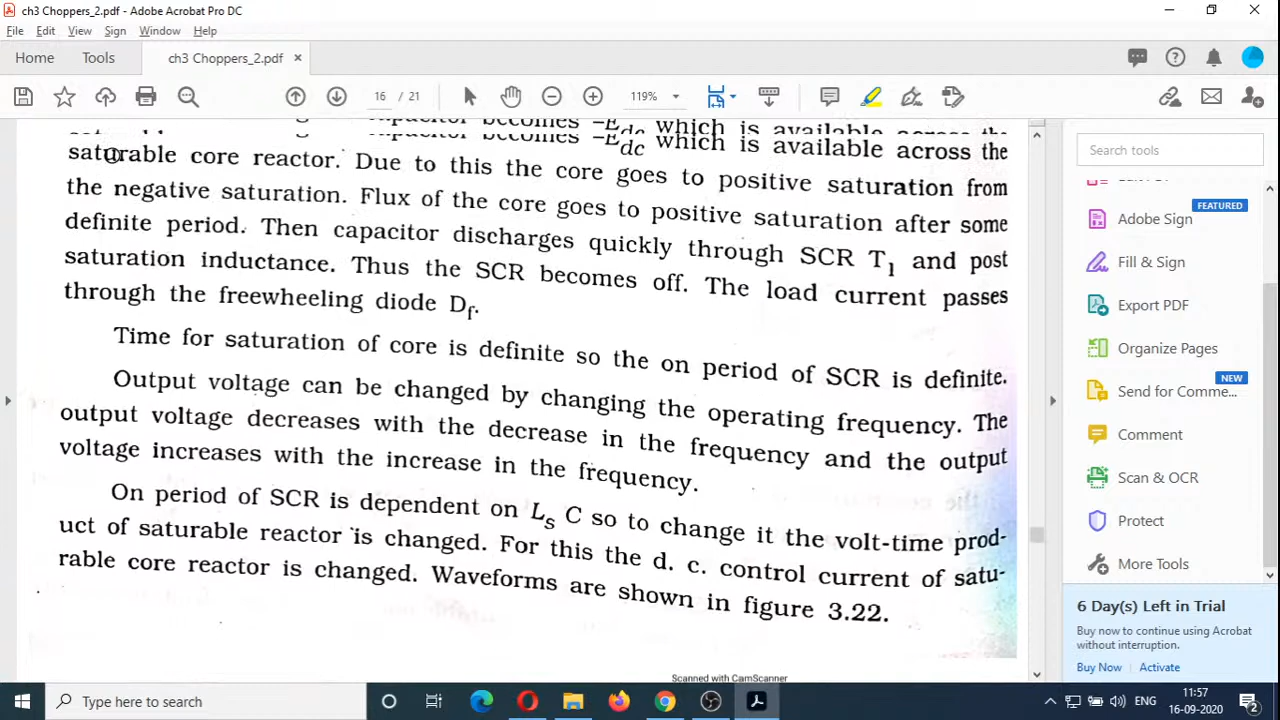 ch3 Choppers_2.pdf - Adobe Acrobat Pro DC
File Edit View Sign Window Help
Home Tools ch3 Choppers_2.pdf ×
16 / 21 119%
capacitor becomes –Edc which is available across the
saturable core reactor. Due to this the core goes to positive saturation from
the negative saturation. Flux of the core goes to positive saturation after some
definite period. Then capacitor discharges quickly through SCR T1 and post
saturation inductance. Thus the SCR becomes off. The load current passes
through the freewheeling diode Df.
Time for saturation of core is definite so the on period of SCR is definite.
Output voltage can be changed by changing the operating frequency. The
output voltage decreases with the decrease in the frequency and the output
voltage increases with the increase in the frequency.
On period of SCR is dependent on Ls C so to change it the volt-time prod-
uct of saturable reactor is changed. For this the d. c. control current of satu-
rable core reactor is changed. Waveforms are shown in figure 3.22.
Scanned with CamScanner
Search tools
FEATURED
Adobe Sign
Fill & Sign
Export PDF
Organize Pages
NEW
Send for Comme...
Comment
Scan & OCR
Protect
More Tools
6 Day(s) Left in Trial
Buy now to continue using Acrobat
without interruption.
Buy Now Activate
Type here to search
ENG
11:57
16-09-2020
2